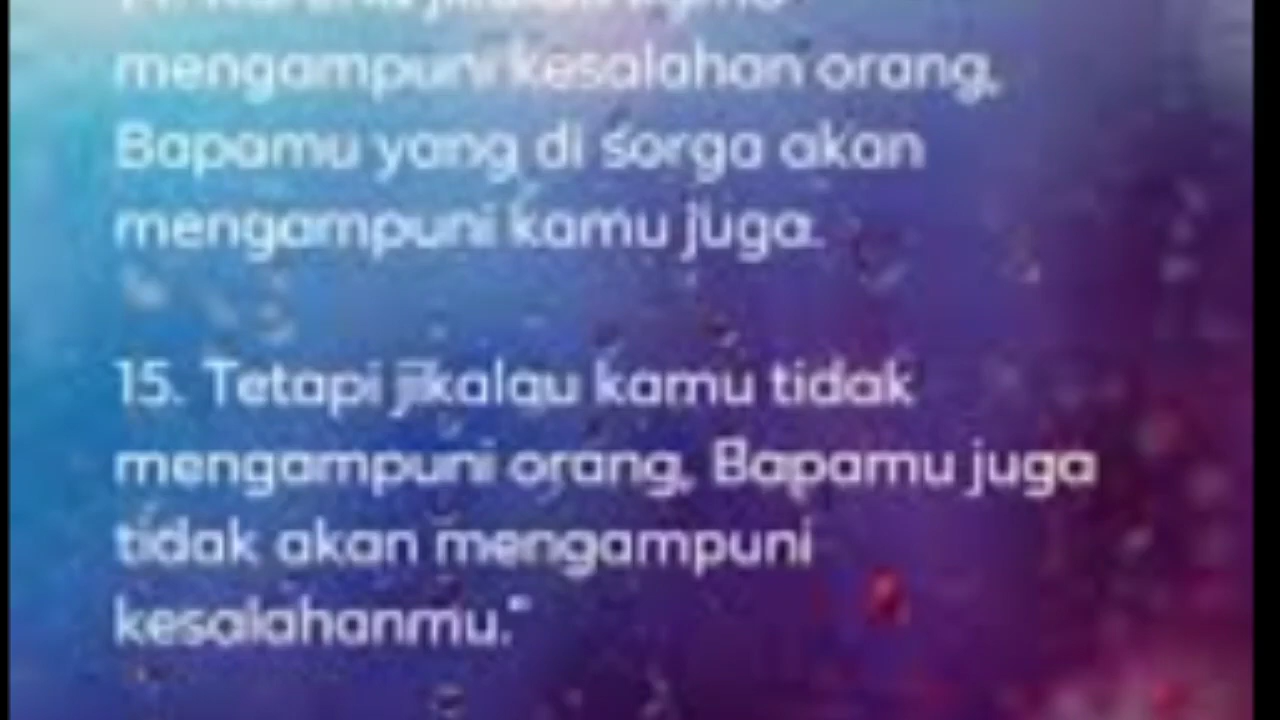 mengampuni kesalahan orang,
Bapamu yang di sorga akan
mengampuni kamu juga.
15. Tetapi jikalau kamu tidak
mengampuni orang, Bapamu juga
tidak akan mengampuni
kesalahanmu."